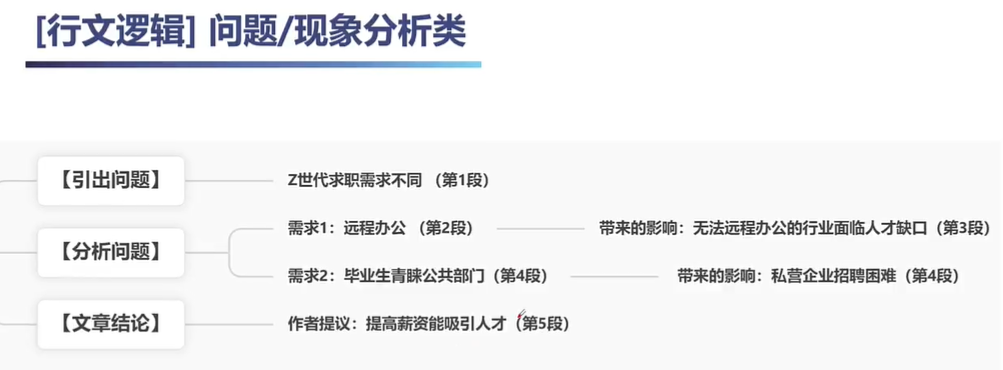 [行文逻辑] 问题/现象分析类
【引出问题】 Z世代求职需求不同 （第1段）
需求1：远程办公 （第2段） 带来的影响：无法远程办公的行业面临人才缺口（第3段）
【分析问题】
需求2：毕业生青睐公共部门（第4段） 带来的影响：私营企业招聘困难（第4段）
【文章结论】 作者提议：提高薪资能吸引人才（第5段）